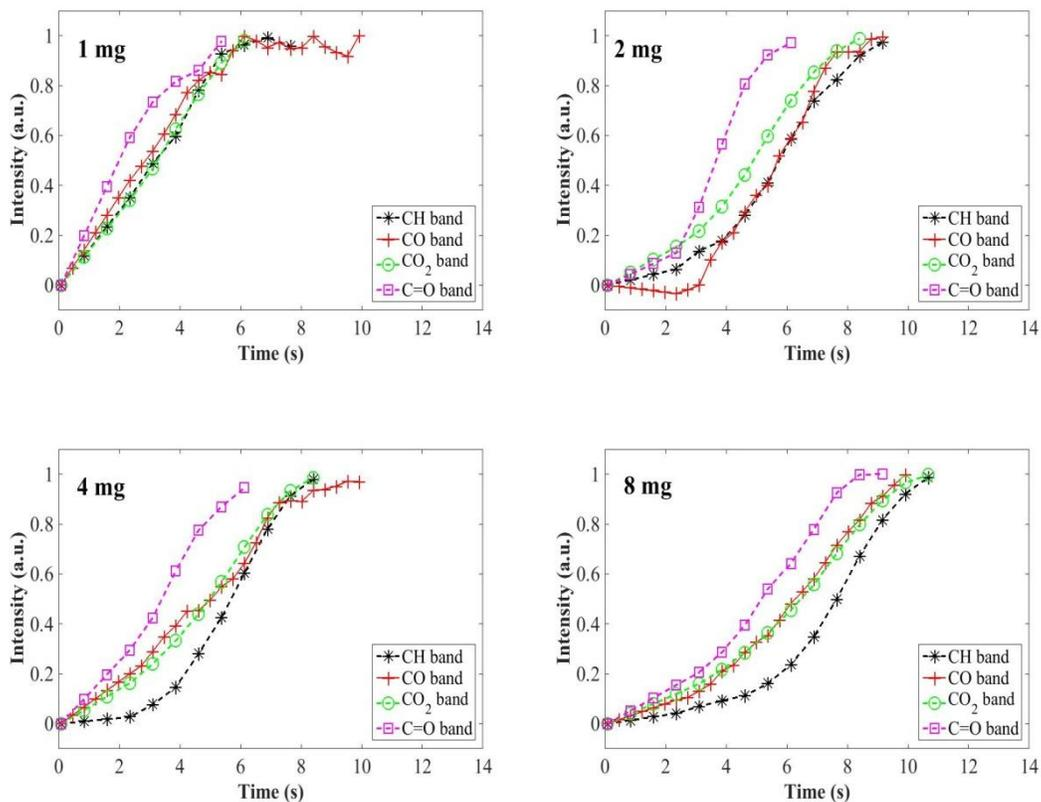 1 mg
Intensity (a.u.)
1
0.8
0.6
0.4
0.2
0
CH band
CO band
CO₂ band
C=O band
0 2 4 6 8 10 12 14
Time (s)
2 mg
Intensity (a.u.)
1
0.8
0.6
0.4
0.2
0
CH band
CO band
CO₂ band
C=O band
0 2 4 6 8 10 12 14
Time (s)
4 mg
Intensity (a.u.)
1
0.8
0.6
0.4
0.2
0
CH band
CO band
CO₂ band
C=O band
0 2 4 6 8 10 12 14
Time (s)
8 mg
Intensity (a.u.)
1
0.8
0.6
0.4
0.2
0
CH band
CO band
CO₂ band
C=O band
0 2 4 6 8 10 12 14
Time (s)